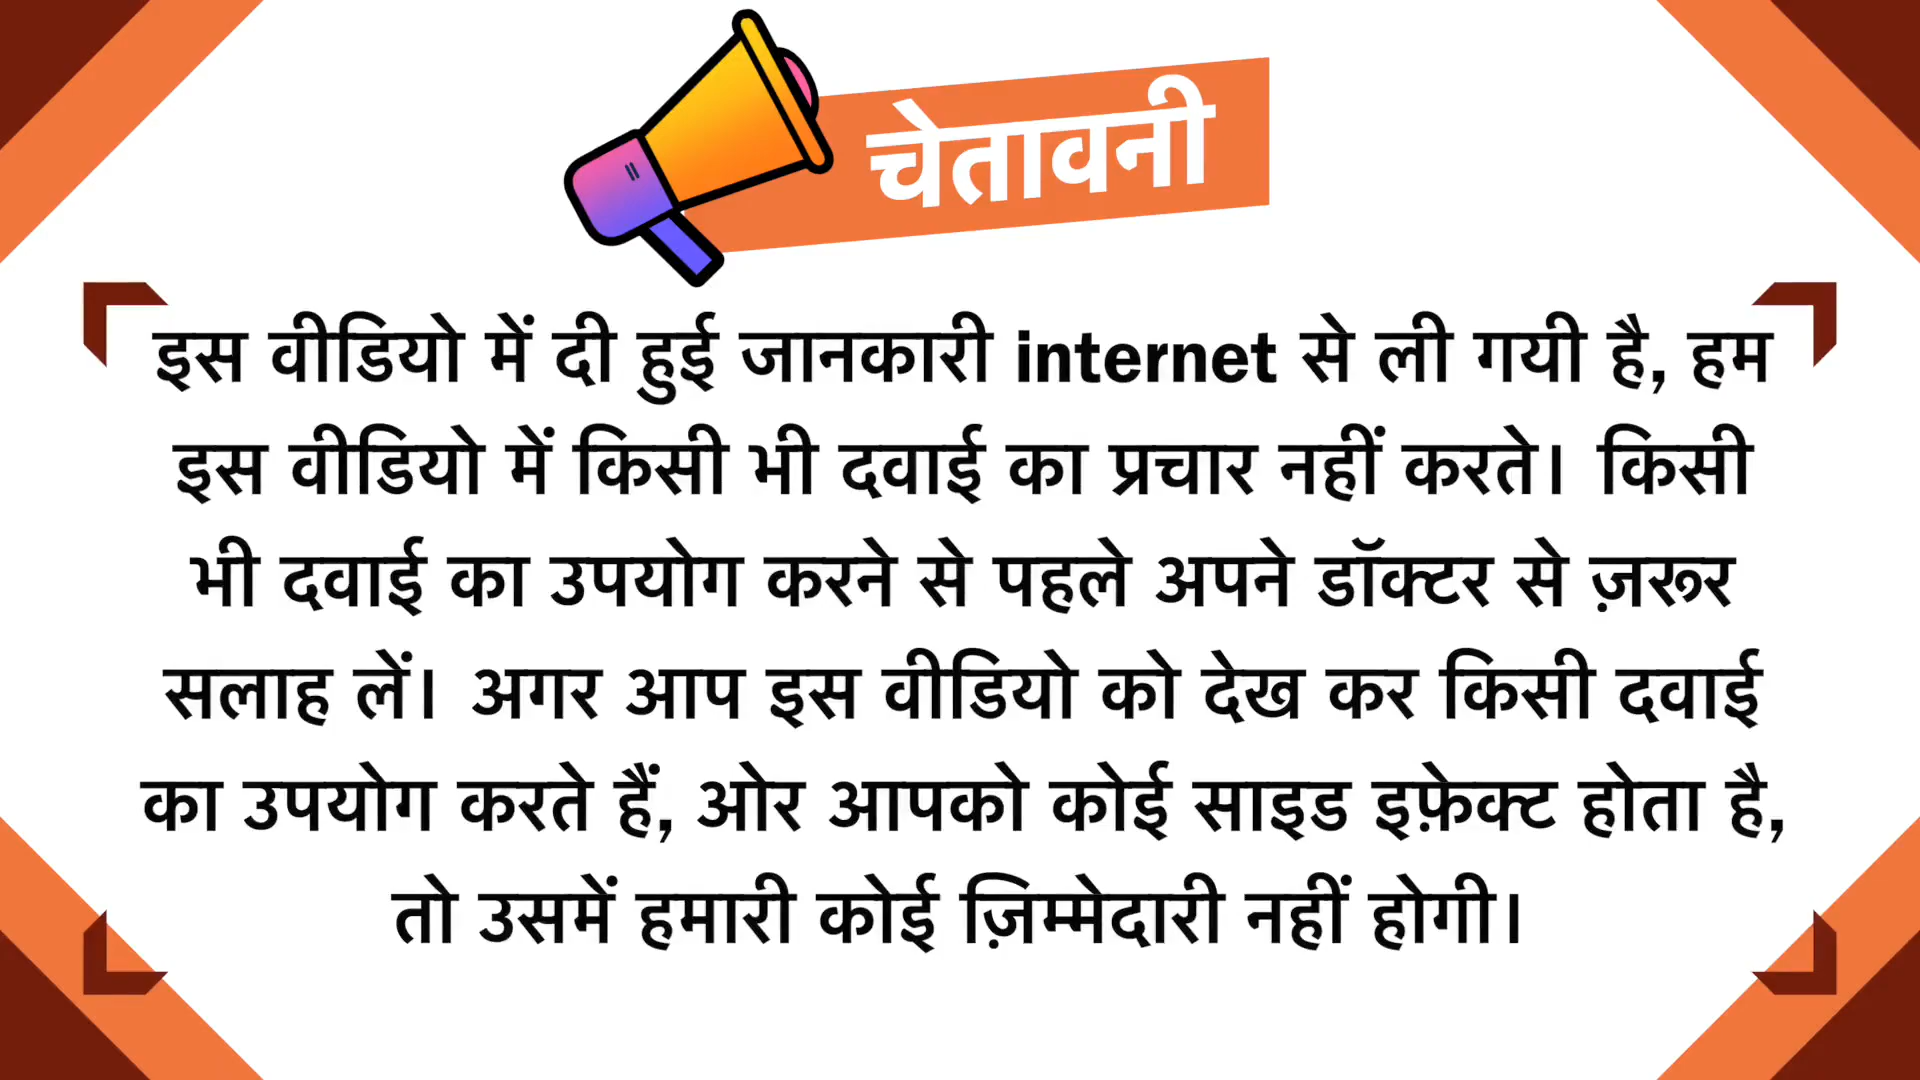 चेतावनी
इस वीडियो में दी हुई जानकारी internet से ली गयी है, हम
इस वीडियो में किसी भी दवाई का प्रचार नहीं करते। किसी
भी दवाई का उपयोग करने से पहले अपने डॉक्टर से ज़रूर
सलाह लें। अगर आप इस वीडियो को देख कर किसी दवाई
का उपयोग करते हैं, ओर आपको कोई साइड इफ़ेक्ट होता है,
तो उसमें हमारी कोई ज़िम्मेदारी नहीं होगी।